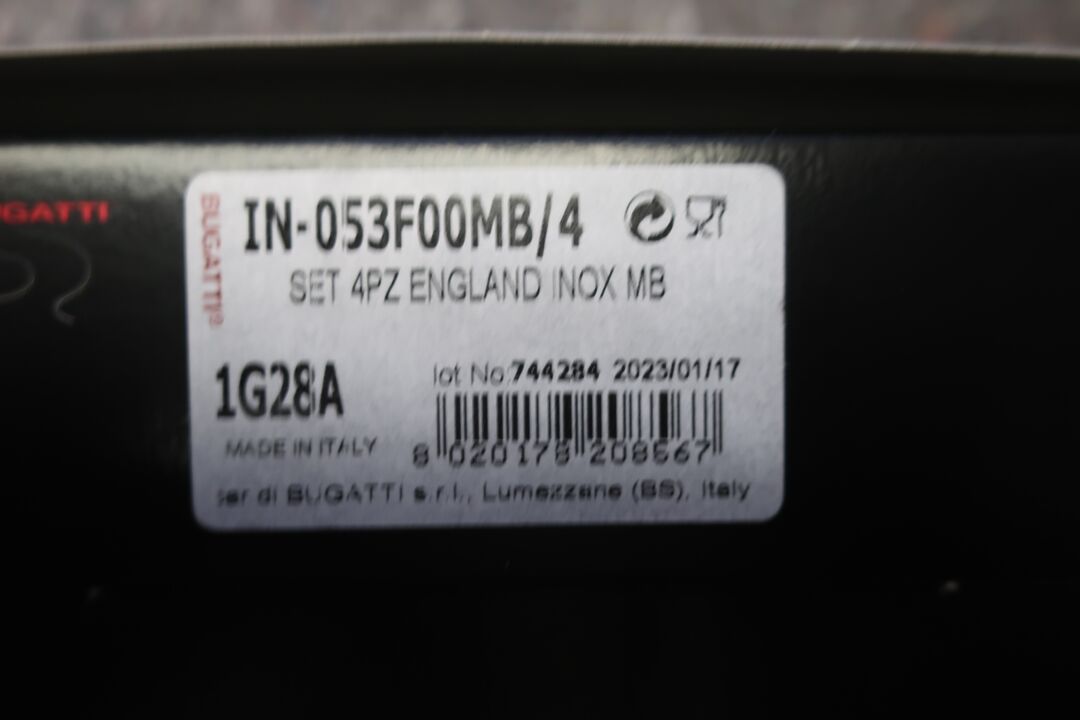 BUGATTI
IN-053F00MB/4
SET 4PZ ENGLAND INOX MB
1G28A
lot No. 744284 2023/01/17
MADE IN ITALY
8 020178 208567
di BUGATTI s.r.l., Lumezzane (BS), Italy